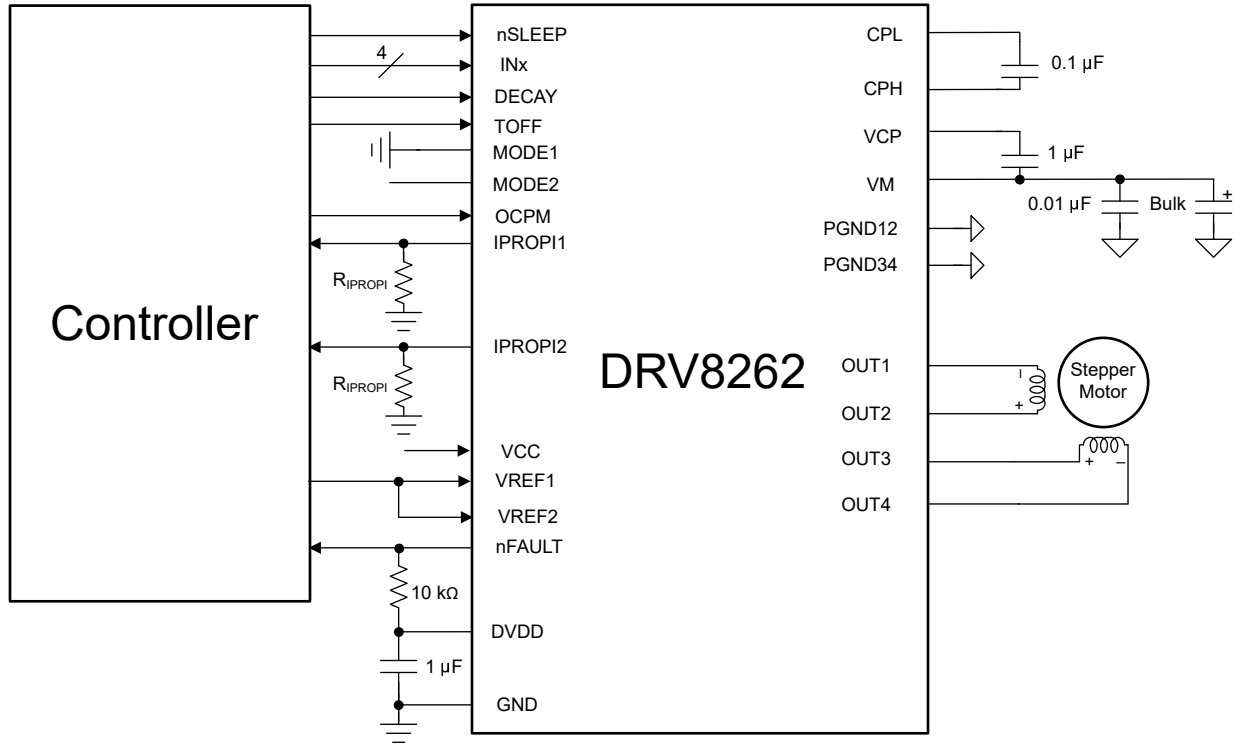 Controller
4
nSLEEP
INx
DECAY
TOFF
MODE1
MODE2
OCPM
IPROPI1
RIPROPI
IPROPI2
RIPROPI
VCC
VREF1
VREF2
nFAULT
10 kΩ
DVDD
1 µF
GND
DRV8262
CPL
0.1 µF
CPH
VCP
1 µF
VM
0.01 µF
Bulk
+
PGND12
PGND34
OUT1
−
OUT2
+
Stepper
Motor
OUT3
+ −
OUT4